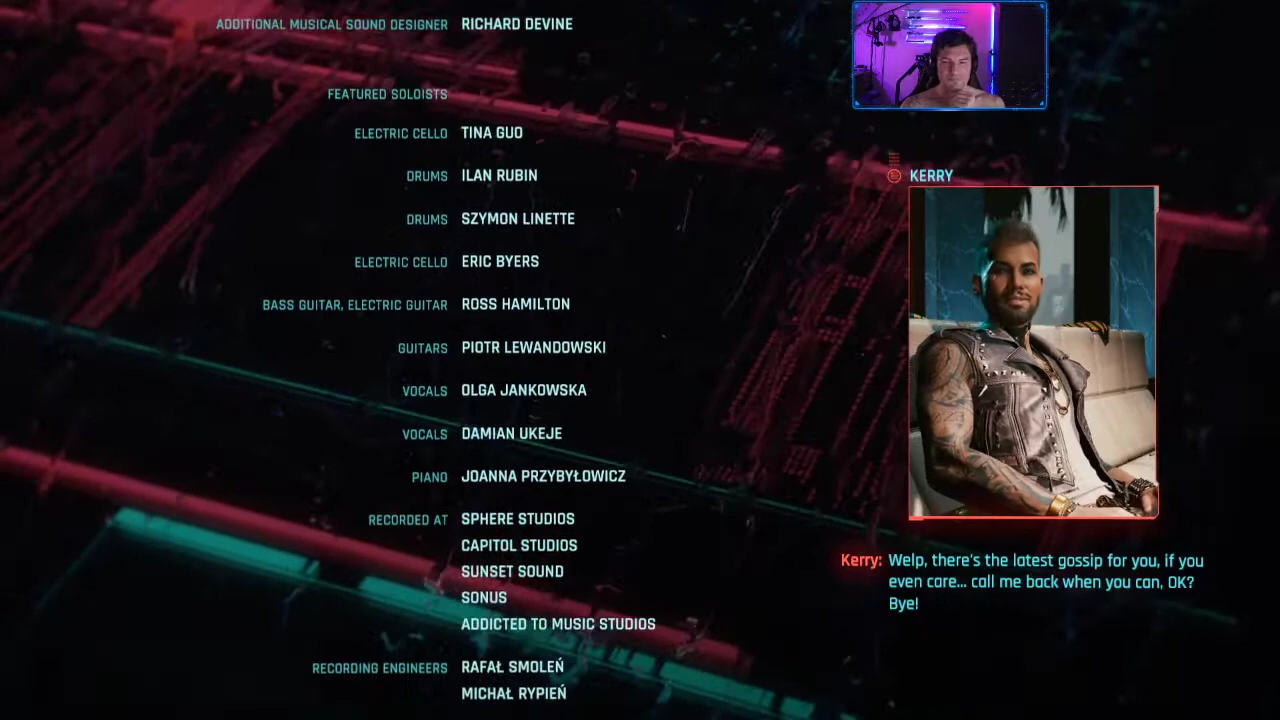 ADDITIONAL MUSICAL SOUND DESIGNER RICHARD DEVINE
FEATURED SOLOISTS
ELECTRIC CELLO TINA GUO
DRUMS ILAN RUBIN
DRUMS SZYMON LINETTE
ELECTRIC CELLO ERIC BYERS
BASS GUITAR, ELECTRIC GUITAR ROSS HAMILTON
GUITARS PIOTR LEWANDOWSKI
VOCALS OLGA JANKOWSKA
VOCALS DAMIAN UKEJE
PIANO JOANNA PRZYBYŁOWICZ
RECORDED AT SPHERE STUDIOS
CAPITOL STUDIOS
SUNSET SOUND
SONUS
ADDICTED TO MUSIC STUDIOS
RECORDING ENGINEERS RAFAŁ SMOLEŃ
MICHAŁ RYPIEŃ
KERRY
Kerry: Welp, there's the latest gossip for you, if you
even care... call me back when you can, OK?
Bye!